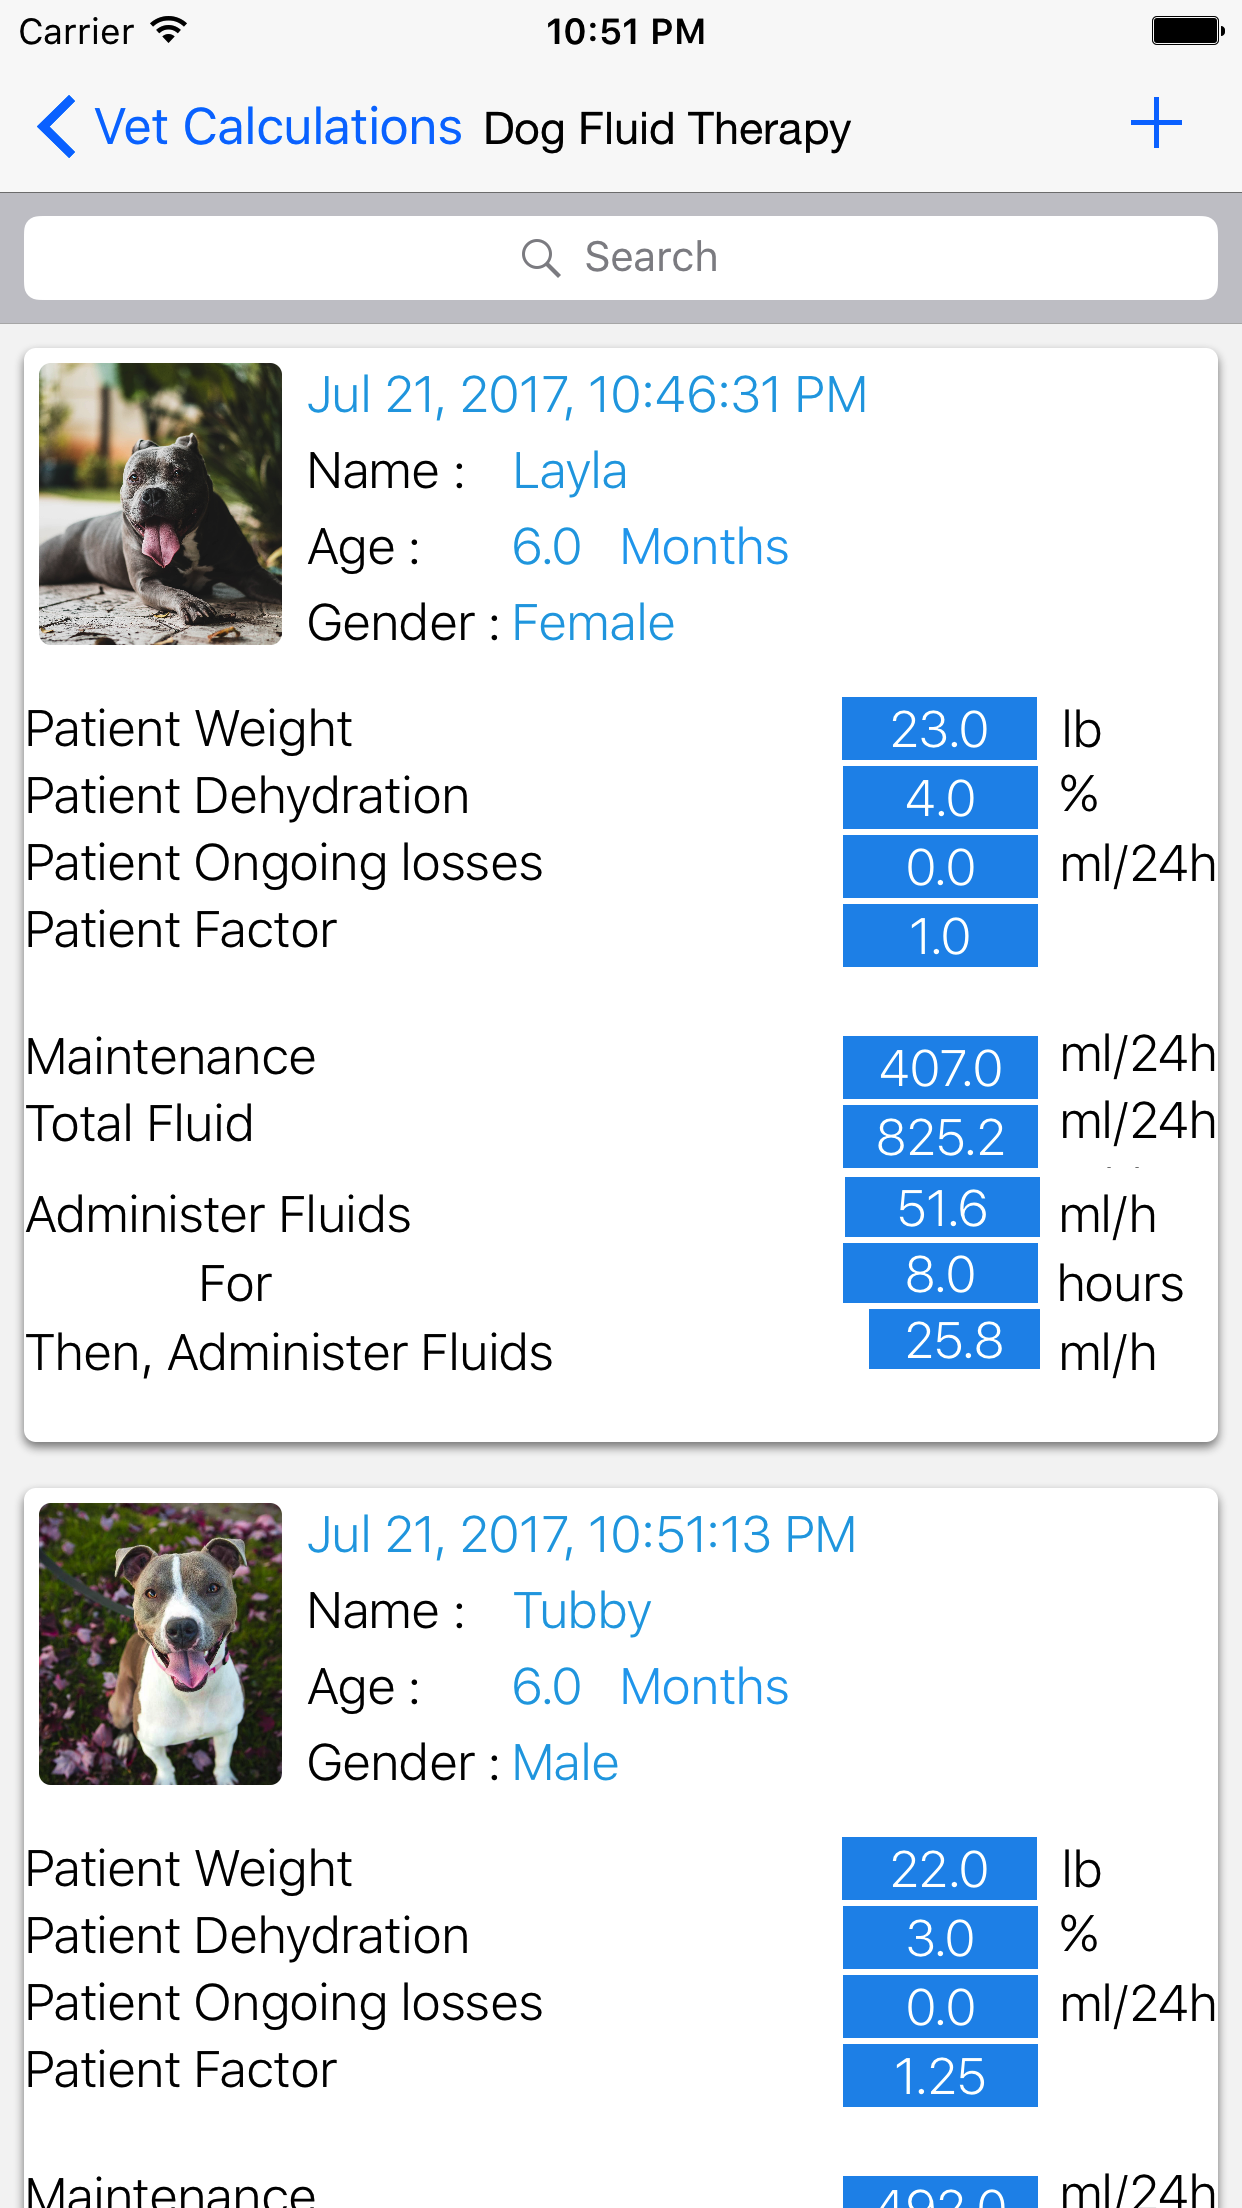 Carrier 10:51 PM
Vet Calculations Dog Fluid Therapy
Search
Jul 21, 2017, 10:46:31 PM
Name : Layla
Age : 6.0 Months
Gender : Female
Patient Weight 23.0 lb
Patient Dehydration 4.0 %
Patient Ongoing losses 0.0 ml/24h
Patient Factor 1.0
Maintenance 407.0 ml/24h
Total Fluid 825.2 ml/24h
Administer Fluids 51.6 ml/h
For 8.0 hours
Then, Administer Fluids 25.8 ml/h
Jul 21, 2017, 10:51:13 PM
Name : Tubby
Age : 6.0 Months
Gender : Male
Patient Weight 22.0 lb
Patient Dehydration 3.0 %
Patient Ongoing losses 0.0 ml/24h
Patient Factor 1.25
Maintenance 492.0 ml/24h